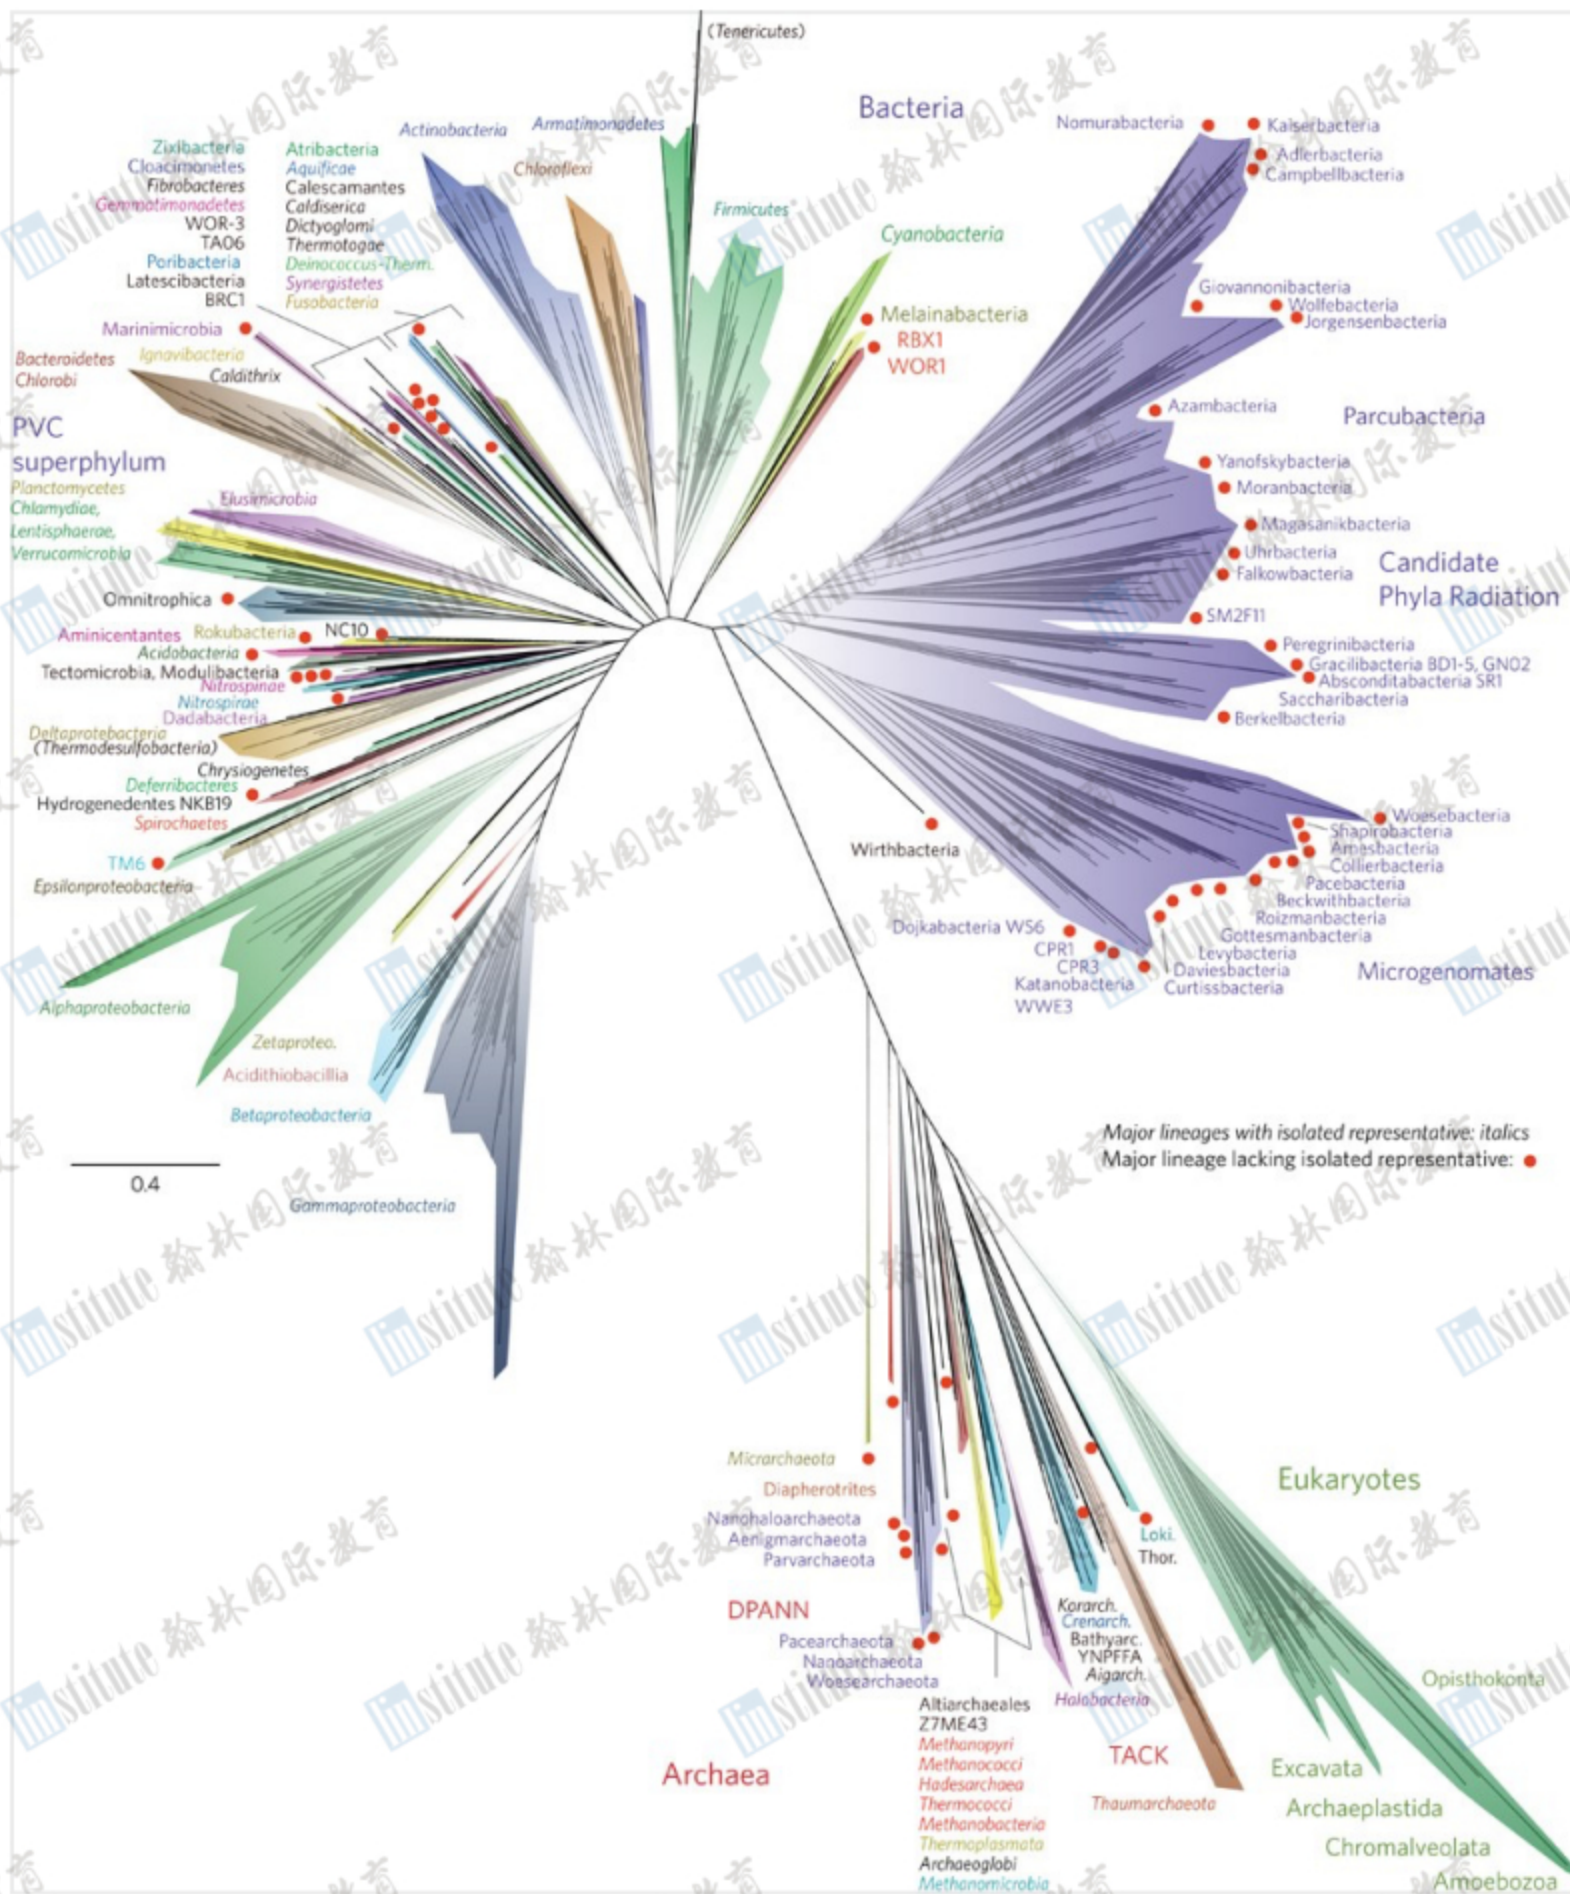 (Tenericutes)
Bacteria
Actinobacteria
Armatimonadetes
Chloroflexi
Firmicutes
Cyanobacteria
Melainabacteria
RBX1
WOR1
Zixibacteria
Cloacimonetes
Fibrobacteres
Gemmatimonadetes
WOR-3
TA06
Poribacteria
Latescibacteria
BRC1
Atribacteria
Aquificae
Calescamantes
Caldiserica
Dictyoglomi
Thermotogae
Deinococcus-Therm.
Synergistetes
Fusobacteria
Marinimicrobia
Bacteroidetes
Chlorobi
Ignavibacteria
Caldithrix
PVC
superphylum
Planctomycetes
Chlamydiae,
Lentisphaerae,
Verrucomicrobia
Elusimicrobia
Omnitrophica
Aminicentantes
Rokubacteria
NC10
Acidobacteria
Tectomicrobia, Modulibacteria
Nitrospinae
Nitrospirae
Dadabacteria
Deltaprotebacteria
(Thermodesulfobacteria)
Chrysiogenetes
Deferribacteres
Hydrogenedentes NKB19
Spirochaetes
TM6
Epsilonproteobacteria
Alphaproteobacteria
Zetaproteo.
Acidithiobacillia
Betaproteobacteria
Gammaproteobacteria
0.4
Nomurabacteria
Kaiserbacteria
Adlerbacteria
Campbellbacteria
Giovannonibacteria
Wolfebacteria
Jorgensenbacteria
Azambacteria
Parcubacteria
Yanofskybacteria
Moranbacteria
Magasanikbacteria
Uhrbacteria
Falkowbacteria
Candidate
Phyla Radiation
SM2F11
Peregrinibacteria
Gracilibacteria BD1-5, GN02
Absconditabacteria SR1
Saccharibacteria
Berkelbacteria
Woesebacteria
Shapirobacteria
Amesbacteria
Collierbacteria
Pacebacteria
Beckwithbacteria
Roizmanbacteria
Gottesmanbacteria
Levybacteria
Daviesbacteria
Curtissbacteria
Microgenomates
Wirthbacteria
Dojkabacteria WS6
CPR1
CPR3
Katanobacteria
WWE3
Major lineages with isolated representative: italics
Major lineage lacking isolated representative:
Micrarchaeota
Diapherotrites
Nanohaloarchaeota
Aenigmarchaeota
Parvarchaeota
DPANN
Pacearchaeota
Nanoarchaeota
Woesearchaeota
Archaea
Altiarchaeales
Z7ME43
Methanopyri
Methanococci
Hadesarchaea
Thermococci
Methanobacteria
Thermoplasmata
Archaeoglobi
Methanomicrobia
Halobacteria
Korarch.
Crenarch.
Bathyarc.
YNPFFA
Aigarch.
TACK
Thaumarchaeota
Loki.
Thor.
Eukaryotes
Opisthokonta
Excavata
Archaeplastida
Chromalveolata
Amoebozoa
Institute 翰林国际教育